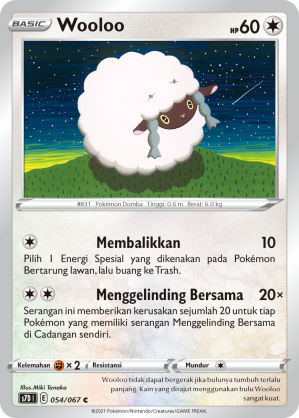 BASIC
Wooloo
HP60
#831 Pokémon Domba Tinggi: 0.6 m Berat: 6.0 kg
Membalikkan 10
Pilih 1 Energi Spesial yang dikenakan pada Pokémon
Bertarung lawan, lalu buang ke Trash.
Menggelinding Bersama 20×
Serangan ini memberikan kerusakan sejumlah 20 untuk tiap
Pokémon yang memiliki serangan Menggelinding Bersama
di Cadangan sendiri.
Kelemahan ×2 Resistansi Mundur
Illus. Miki Tanaka
S7D I E 054/067 C
Wooloo tidak dapat bergerak jika bulunya tumbuh terlalu
panjang. Kain yang dirajut menggunakan bulu Wooloo
sangat kuat.
©2021 Pokémon/Nintendo/Creatures/GAME FREAK